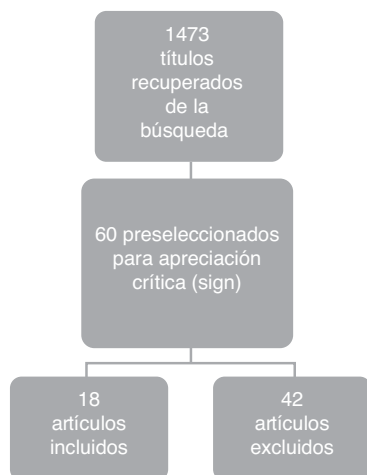 1473
títulos
recuperados
de la
búsqueda
60 preseleccionados
para apreciación
crítica (sign)
18
artículos
incluidos
42
artículos
excluidos